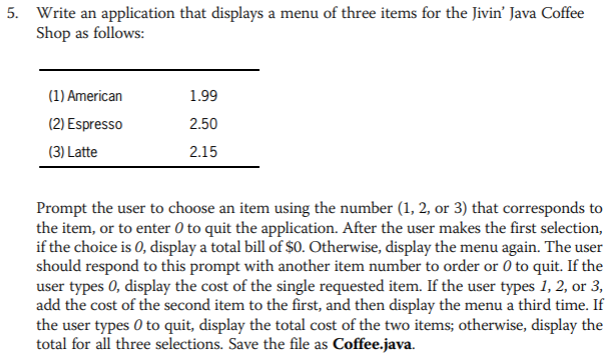 5. Write an application that displays a menu of three items for the Jivin’ Java Coffee
Shop as follows:
(1) American 1.99
(2) Espresso 2.50
(3) Latte 2.15
Prompt the user to choose an item using the number (1, 2, or 3) that corresponds to
the item, or to enter 0 to quit the application. After the user makes the first selection,
if the choice is 0, display a total bill of $0. Otherwise, display the menu again. The user
should respond to this prompt with another item number to order or 0 to quit. If the
user types 0, display the cost of the single requested item. If the user types 1, 2, or 3,
add the cost of the second item to the first, and then display the menu a third time. If
the user types 0 to quit, display the total cost of the two items; otherwise, display the
total for all three selections. Save the file as Coffee.java.